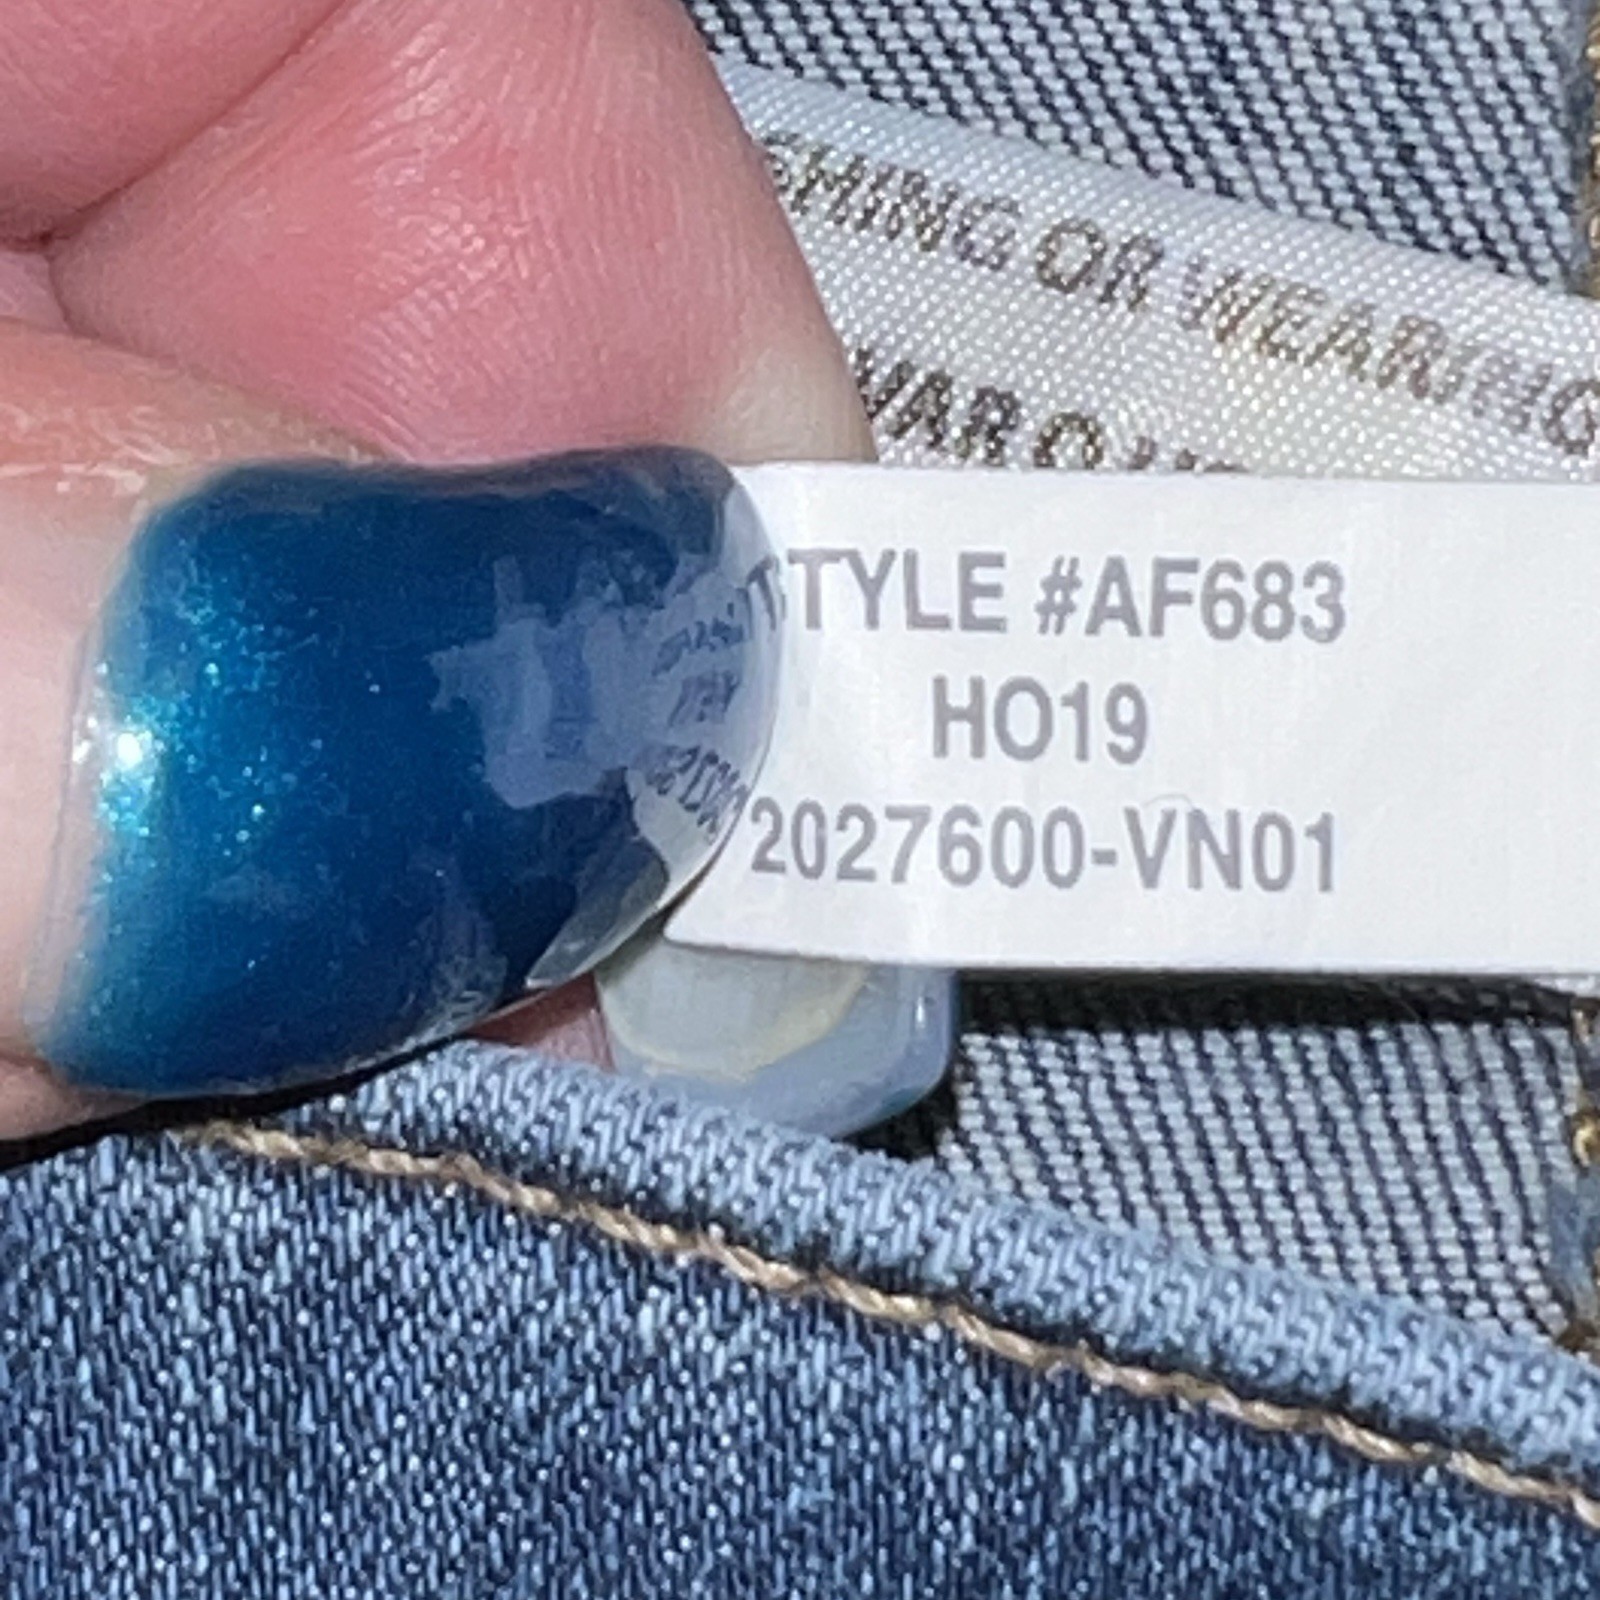 SHING OR WEARING
STYLE #AF683
HO19
2027600-VN01